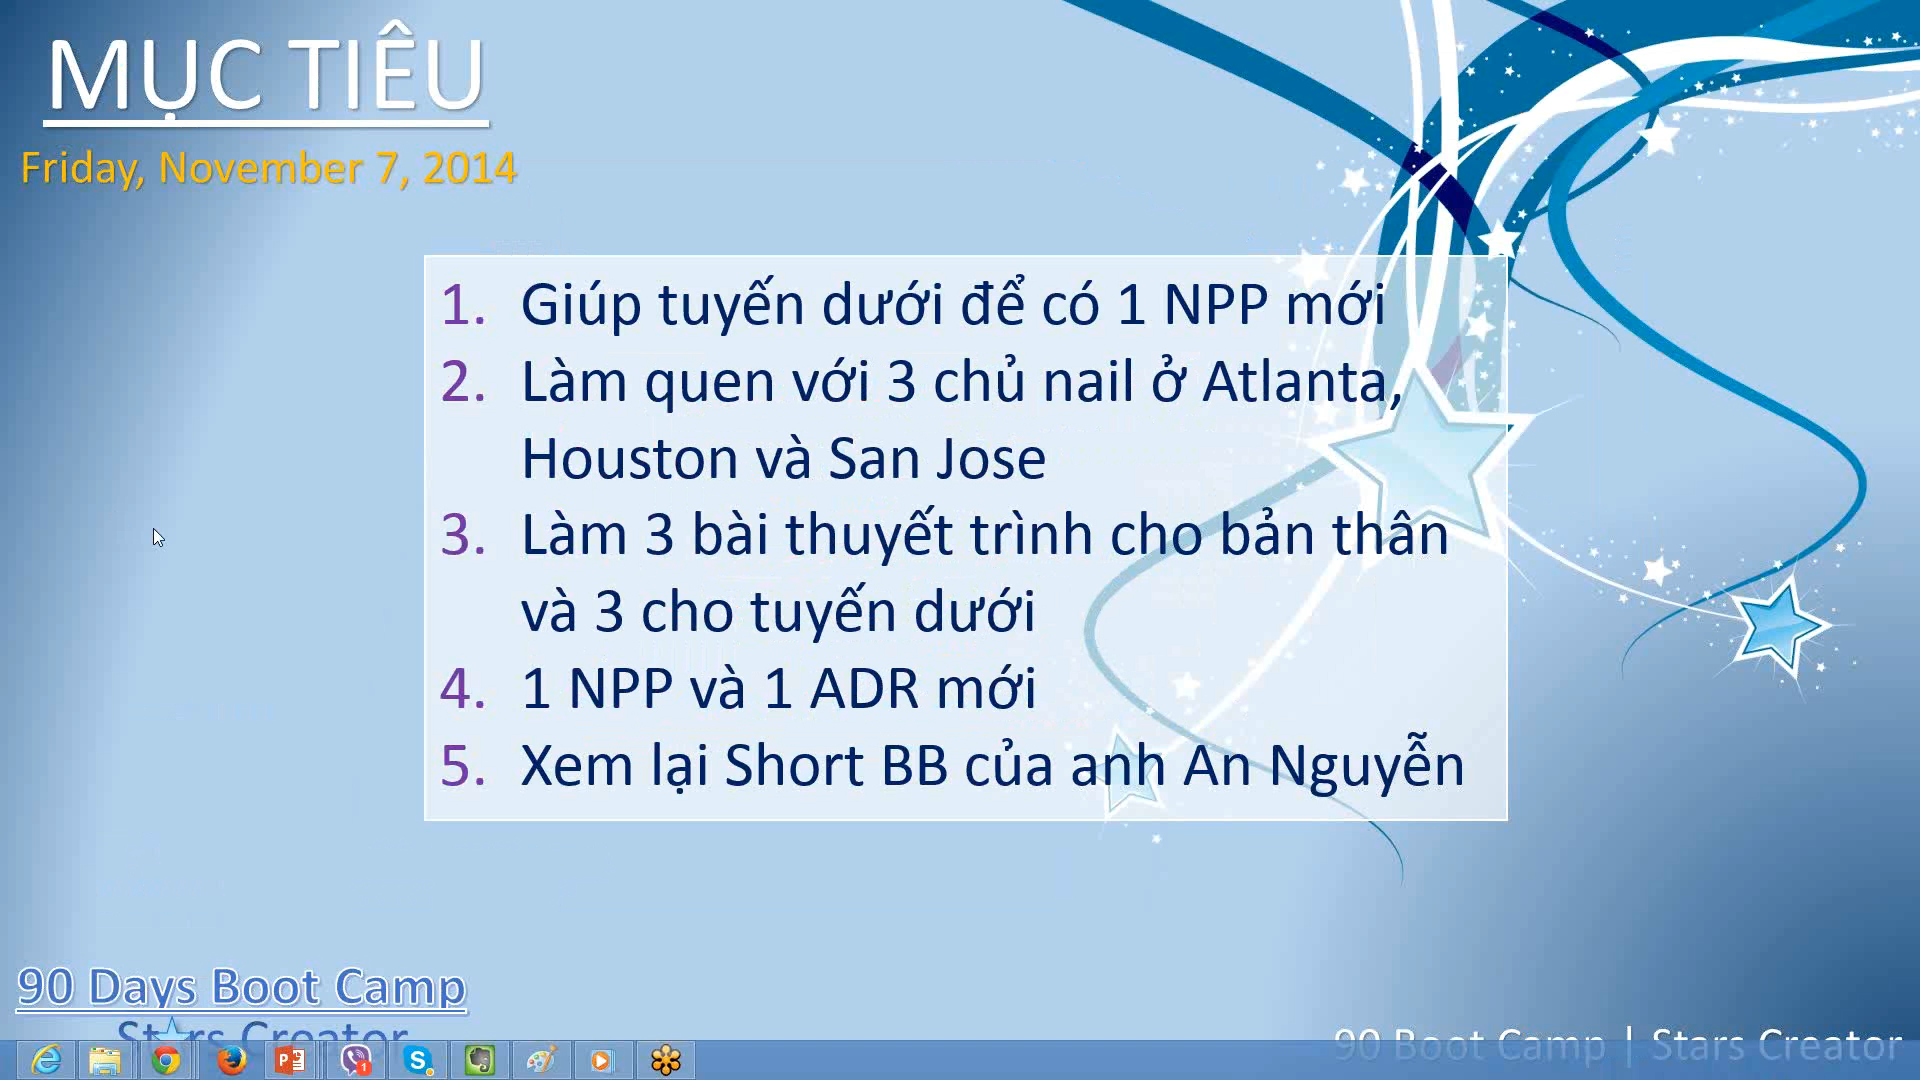 MỤC TIÊU
Friday, November 7, 2014
1. Giúp tuyến dưới để có 1 NPP mới
2. Làm quen với 3 chủ nail ở Atlanta,
Houston và San Jose
3. Làm 3 bài thuyết trình cho bản thân
và 3 cho tuyến dưới
4. 1 NPP và 1 ADR mới
5. Xem lại Short BB của anh An Nguyễn
90 Days Boot Camp
Stars Creator
90 Boot Camp | Stars Creator